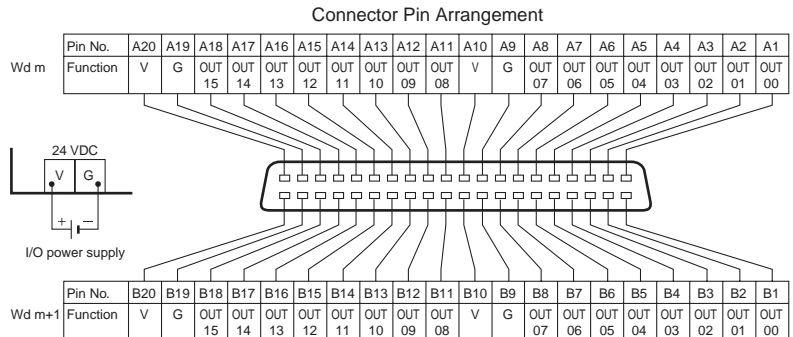 Connector Pin Arrangement
Pin No. A20 A19 A18 A17 A16 A15 A14 A13 A12 A11 A10 A9 A8 A7 A6 A5 A4 A3 A2 A1
Wd m Function V G OUT OUT OUT OUT OUT OUT OUT OUT V G OUT OUT OUT OUT OUT OUT OUT OUT
15 14 13 12 11 10 09 08 07 06 05 04 03 02 01 00
24 VDC
V G
+ −
I/O power supply
Pin No. B20 B19 B18 B17 B16 B15 B14 B13 B12 B11 B10 B9 B8 B7 B6 B5 B4 B3 B2 B1
Wd m+1 Function V G OUT OUT OUT OUT OUT OUT OUT OUT V G OUT OUT OUT OUT OUT OUT OUT OUT
15 14 13 12 11 10 09 08 07 06 05 04 03 02 01 00